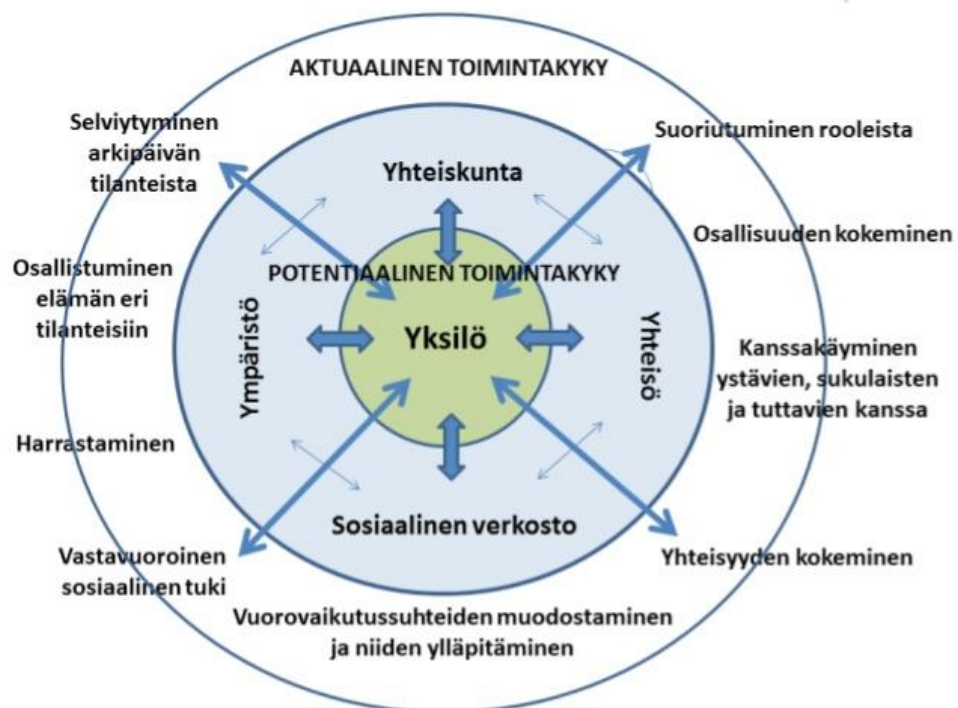 AKTUAALINEN TOIMINTAKYKY
Selviytyminen
arkipäivän
tilanteista
Suoriutuminen rooleista
Yhteiskunta
Osallisuuden kokeminen
Osallistuminen
elämän eri
tilanteisiin
POTENTIAALINEN TOIMINTAKYKY
Ympäristö
Yksilö
Yhteisö
Kanssakäyminen
ystävien, sukulaisten
ja tuttavien kanssa
Harrastaminen
Sosiaalinen verkosto
Vastavuoroinen
sosiaalinen tuki
Yhteisyyden kokeminen
Vuorovaikutussuhteiden muodostaminen
ja niiden ylläpitäminen